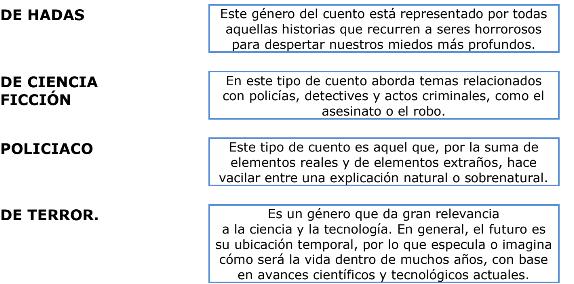 DE HADAS
Este género del cuento está representado por todas
aquellas historias que recurren a seres horrorosos
para despertar nuestros miedos más profundos.
DE CIENCIA
FICCIÓN
En este tipo de cuento aborda temas relacionados
con policías, detectives y actos criminales, como el
asesinato o el robo.
POLICIACO
Este tipo de cuento es aquel que, por la suma de
elementos reales y de elementos extraños, hace
vacilar entre una explicación natural o sobrenatural.
DE TERROR.
Es un género que da gran relevancia
a la ciencia y la tecnología. En general, el futuro es
su ubicación temporal, por lo que especula o imagina
cómo será la vida dentro de muchos años, con base
en avances científicos y tecnológicos actuales.